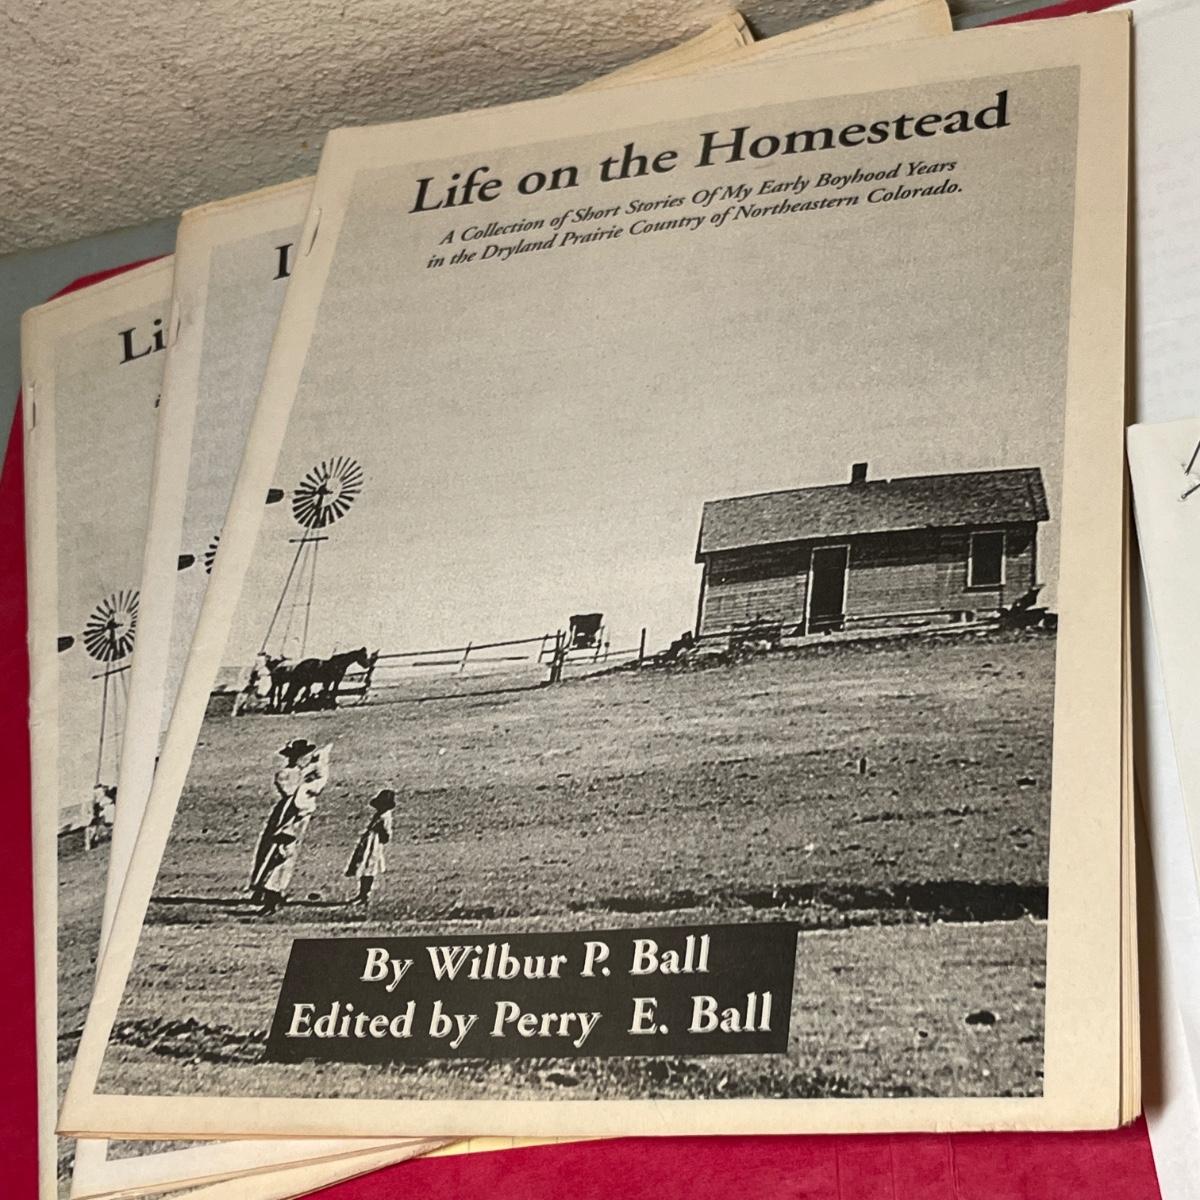 Life on the Homestead
A Collection of Short Stories Of My Early Boyhood Years
in the Dryland Prairie Country of Northeastern Colorado.
By Wilbur P. Ball
Edited by Perry E. Ball
L
Li
i